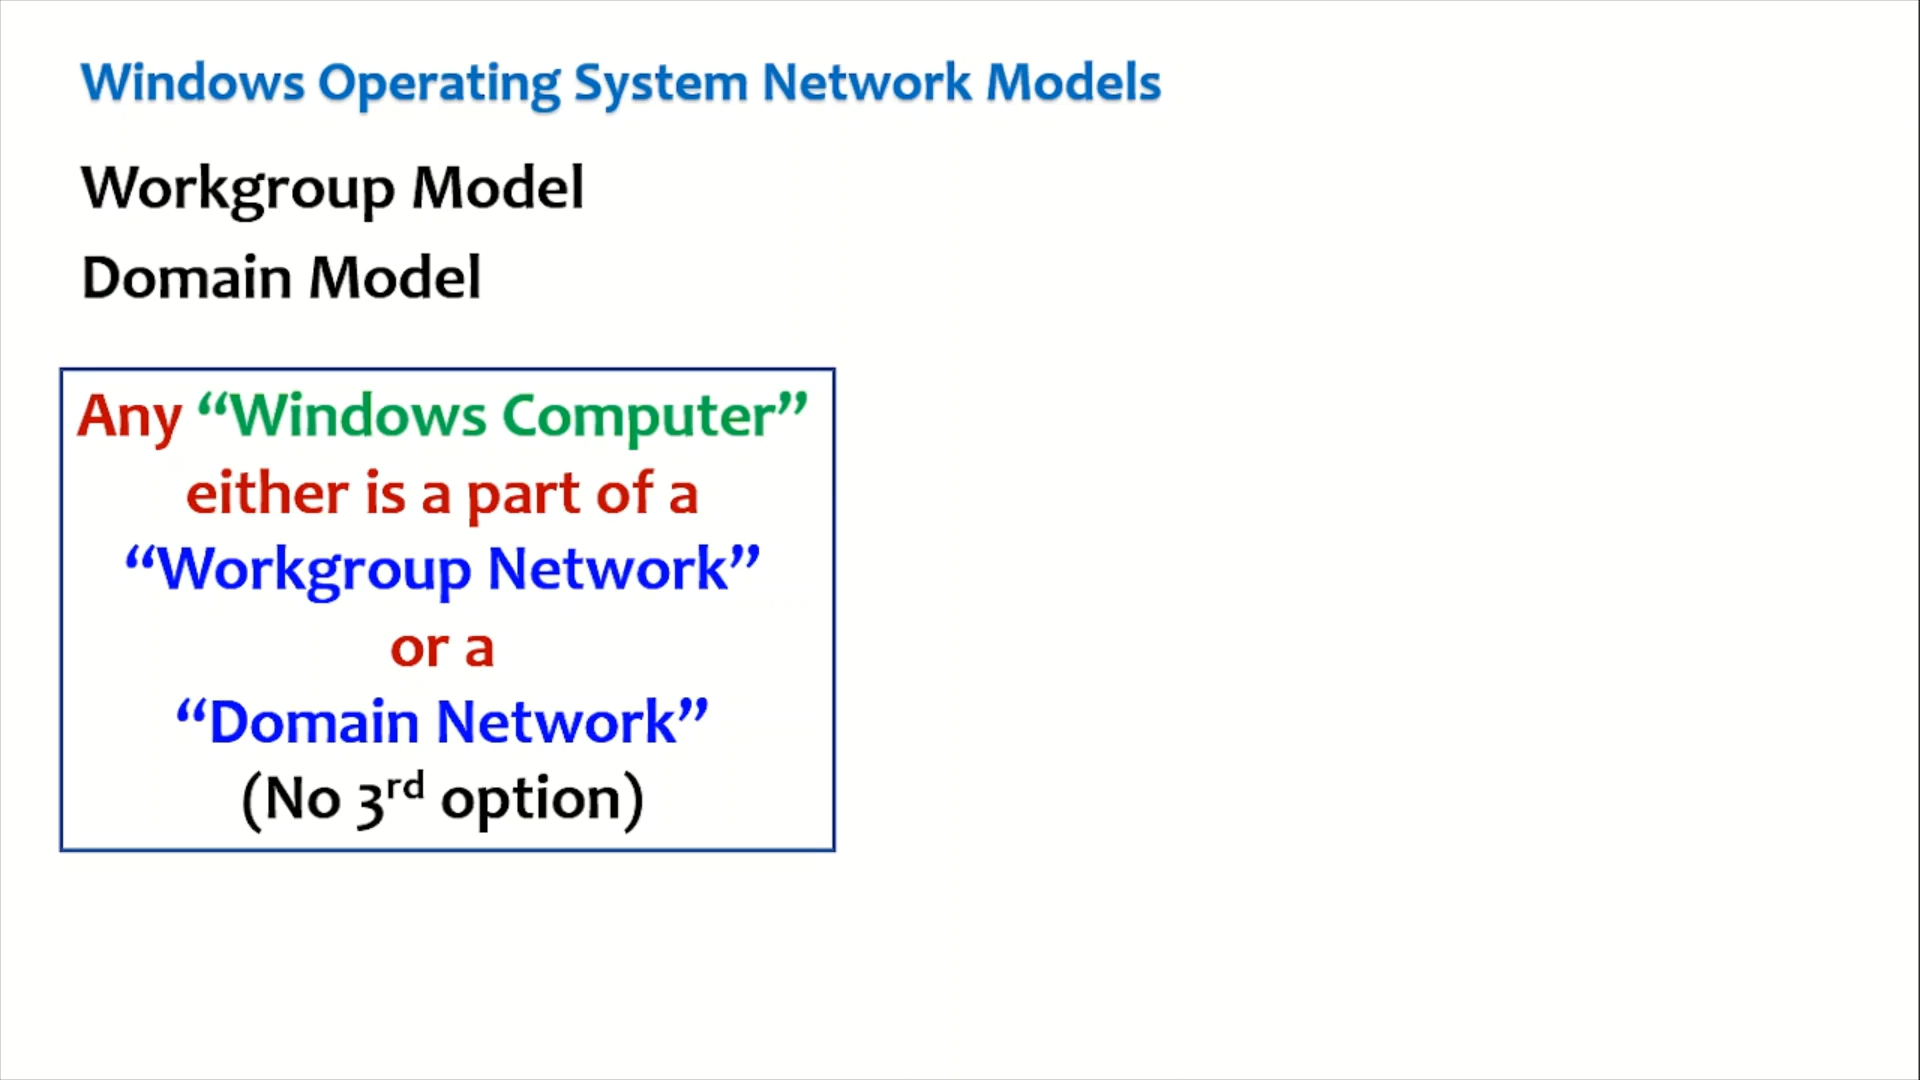 Windows Operating System Network Models
Workgroup Model
Domain Model
Any “Windows Computer”
either is a part of a
“Workgroup Network”
or a
“Domain Network”
(No 3rd option)